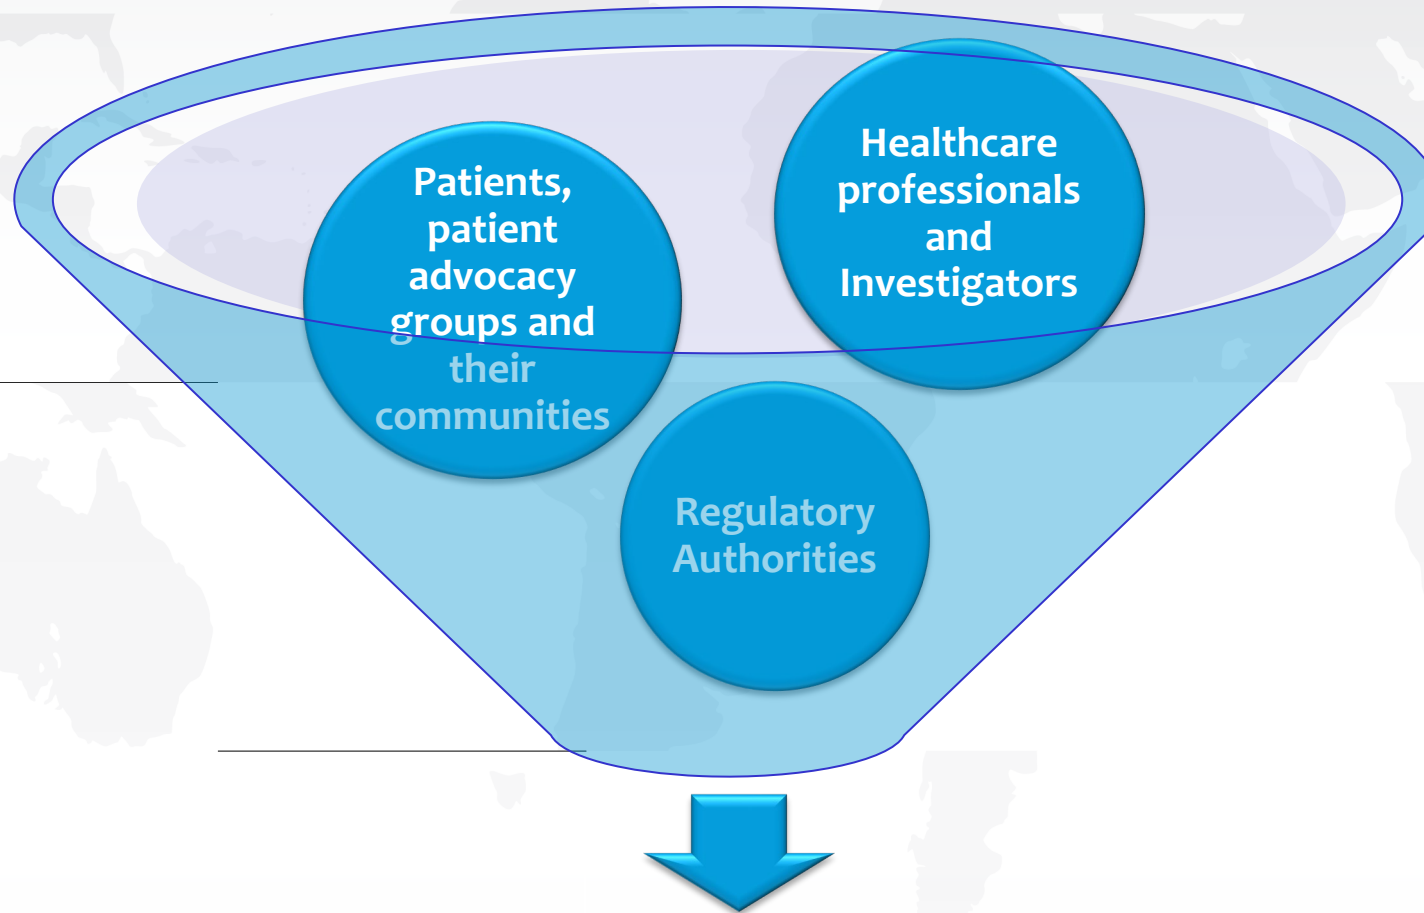 Patients,
patient
advocacy
groups and
their
communities
Healthcare
professionals
and
Investigators
Regulatory
Authorities